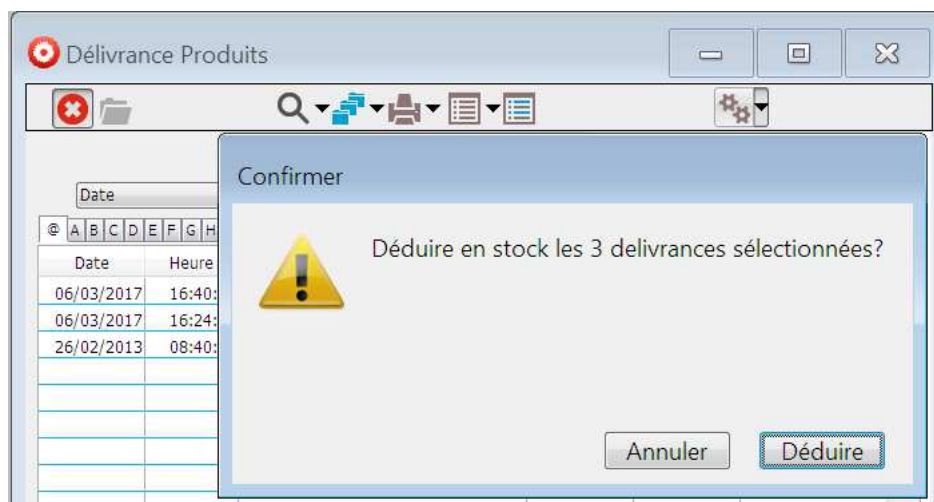 Délivrance Produits
Confirmer
Date
@ A B C D E F G H
Déduire en stock les 3 delivrances sélectionnées?
Date Heure
06/03/2017 16:40:
06/03/2017 16:24:
26/02/2013 08:40:
Annuler Déduire